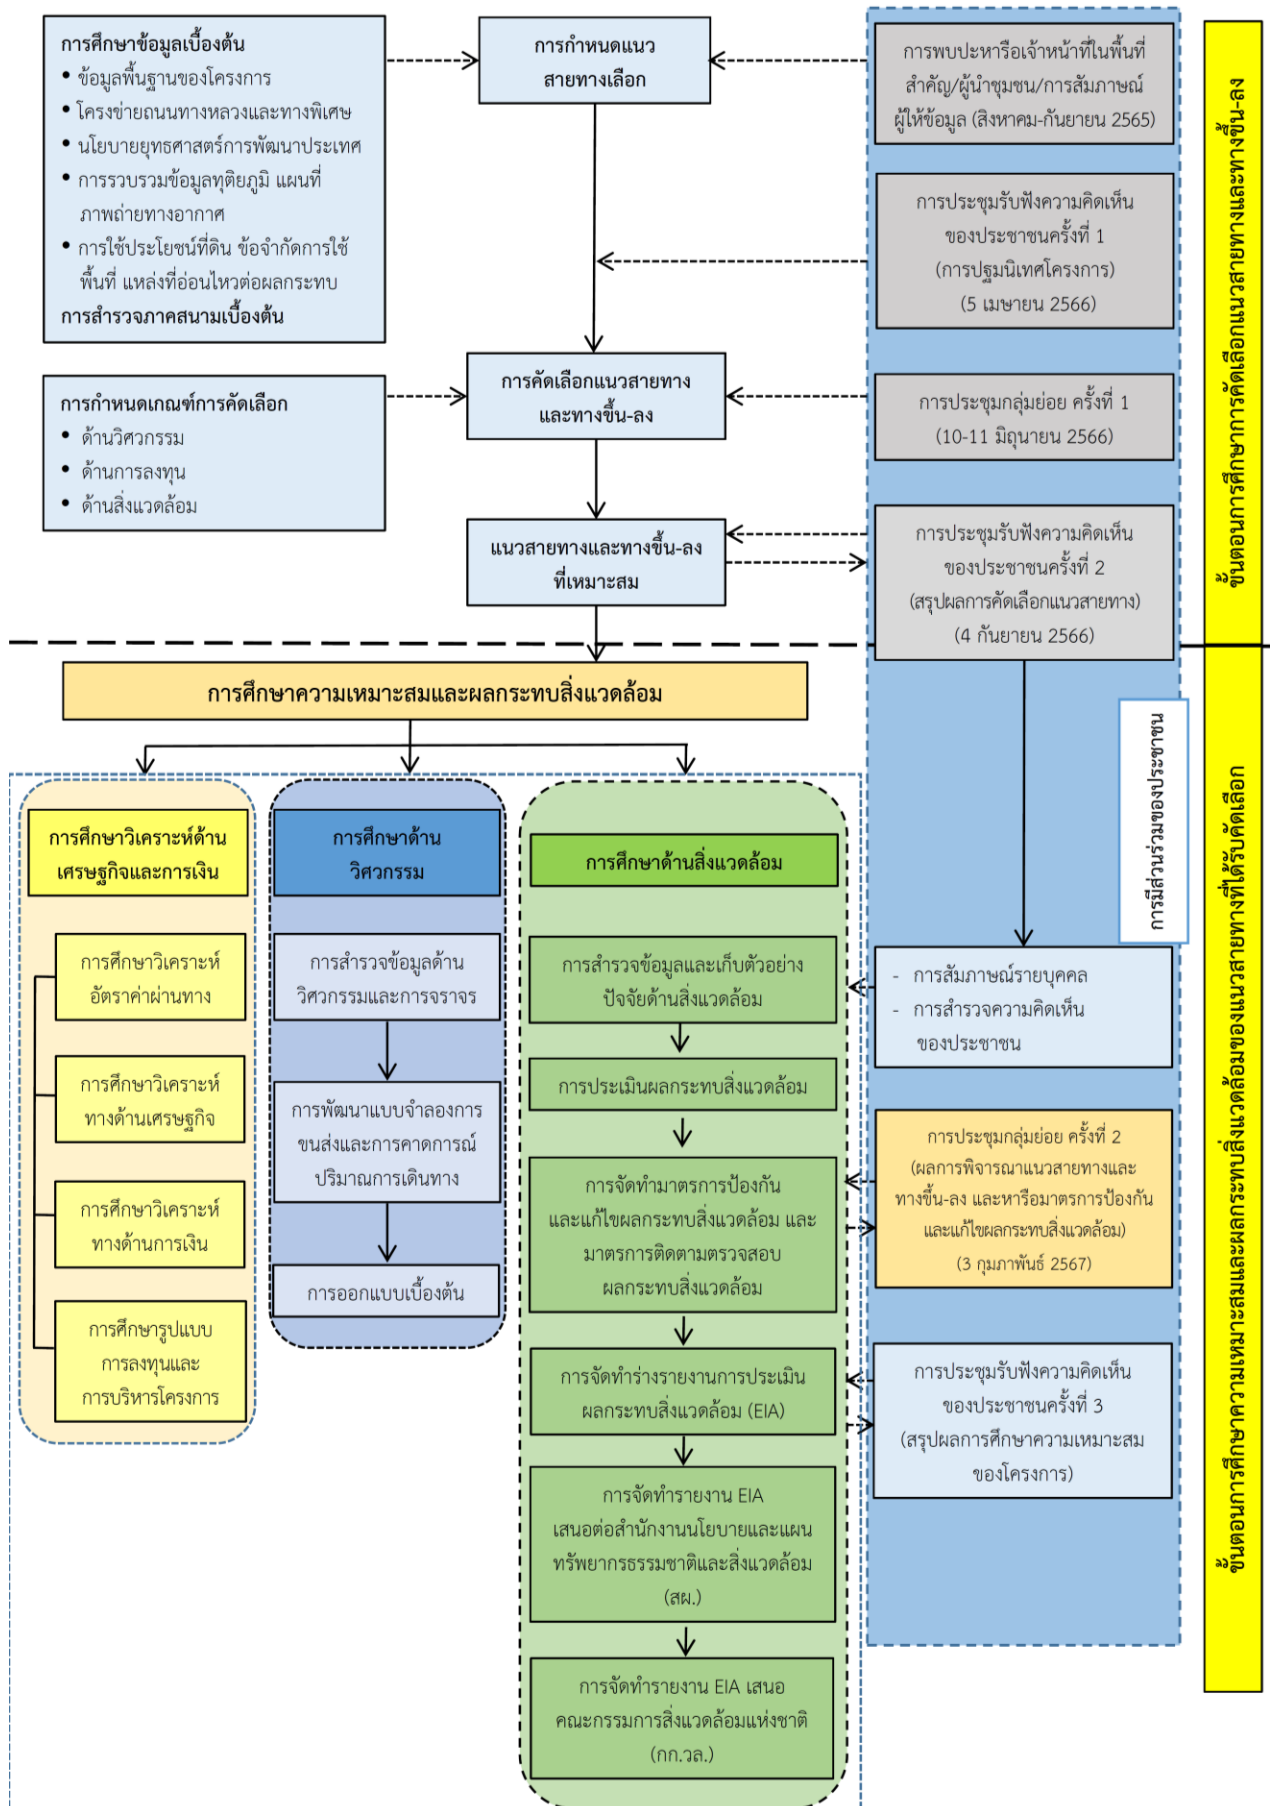 การศึกษาข้อมูลเบื้องต้น
• ข้อมูลพื้นฐานของโครงการ
• โครงข่ายถนนทางหลวงและทางพิเศษ
• นโยบายยุทธศาสตร์การพัฒนาประเทศ
• การรวบรวมข้อมูลทุติยภูมิ แผนที่
ภาพถ่ายทางอากาศ
• การใช้ประโยชน์ที่ดิน ข้อจำกัดการใช้
พื้นที่ แหล่งที่อ่อนไหวต่อผลกระทบ
การสำรวจภาคสนามเบื้องต้น
การกำหนดแนว
สายทางเลือก
การพบปะหารือเจ้าหน้าที่ในพื้นที่
สำคัญ/ผู้นำชุมชน/การสัมภาษณ์
ผู้ให้ข้อมูล (สิงหาคม-กันยายน 2565)
การประชุมรับฟังความคิดเห็น
ของประชาชนครั้งที่ 1
(การปฐมนิเทศโครงการ)
(5 เมษายน 2566)
การกำหนดเกณฑ์การคัดเลือก
• ด้านวิศวกรรม
• ด้านการลงทุน
• ด้านสิ่งแวดล้อม
การคัดเลือกแนวสายทาง
และทางขึ้น-ลง
การประชุมกลุ่มย่อย ครั้งที่ 1
(10-11 มิถุนายน 2566)
แนวสายทางและทางขึ้น-ลง
ที่เหมาะสม
การประชุมรับฟังความคิดเห็น
ของประชาชนครั้งที่ 2
(สรุปผลการคัดเลือกแนวสายทาง)
(4 กันยายน 2566)
ขั้นตอนการศึกษาการคัดเลือกแนวสายทางและทางขึ้น-ลง
การศึกษาความเหมาะสมและผลกระทบสิ่งแวดล้อม
การศึกษาวิเคราะห์ด้าน
เศรษฐกิจและการเงิน
การศึกษาวิเคราะห์
อัตราค่าผ่านทาง
การศึกษาวิเคราะห์
ทางด้านเศรษฐกิจ
การศึกษาวิเคราะห์
ทางด้านการเงิน
การศึกษารูปแบบ
การลงทุนและ
การบริหารโครงการ
การศึกษาด้าน
วิศวกรรม
การสำรวจข้อมูลด้าน
วิศวกรรมและการจราจร
การพัฒนาแบบจำลองการ
ขนส่งและการคาดการณ์
ปริมาณการเดินทาง
การออกแบบเบื้องต้น
การศึกษาด้านสิ่งแวดล้อม
การสำรวจข้อมูลและเก็บตัวอย่าง
ปัจจัยด้านสิ่งแวดล้อม
การประเมินผลกระทบสิ่งแวดล้อม
การจัดทำมาตรการป้องกัน
และแก้ไขผลกระทบสิ่งแวดล้อม และ
มาตรการติดตามตรวจสอบ
ผลกระทบสิ่งแวดล้อม
การจัดทำร่างรายงานการประเมิน
ผลกระทบสิ่งแวดล้อม (EIA)
การจัดทำรายงาน EIA
เสนอต่อสำนักงานนโยบายและแผน
ทรัพยากรธรรมชาติและสิ่งแวดล้อม
(สผ.)
การจัดทำรายงาน EIA เสนอ
คณะกรรมการสิ่งแวดล้อมแห่งชาติ
(กก.วล.)
การมีส่วนร่วมของประชาชน
- การสัมภาษณ์รายบุคคล
- การสำรวจความคิดเห็น
ของประชาชน
การประชุมกลุ่มย่อย ครั้งที่ 2
(ผลการพิจารณาแนวสายทางและ
ทางขึ้น-ลง และหารือมาตรการป้องกัน
และแก้ไขผลกระทบสิ่งแวดล้อม)
(3 กุมภาพันธ์ 2567)
การประชุมรับฟังความคิดเห็น
ของประชาชนครั้งที่ 3
(สรุปผลการศึกษาความเหมาะสม
ของโครงการ)
ขั้นตอนการศึกษาความเหมาะสมและผลกระทบสิ่งแวดล้อมของแนวสายทางที่ได้รับคัดเลือก